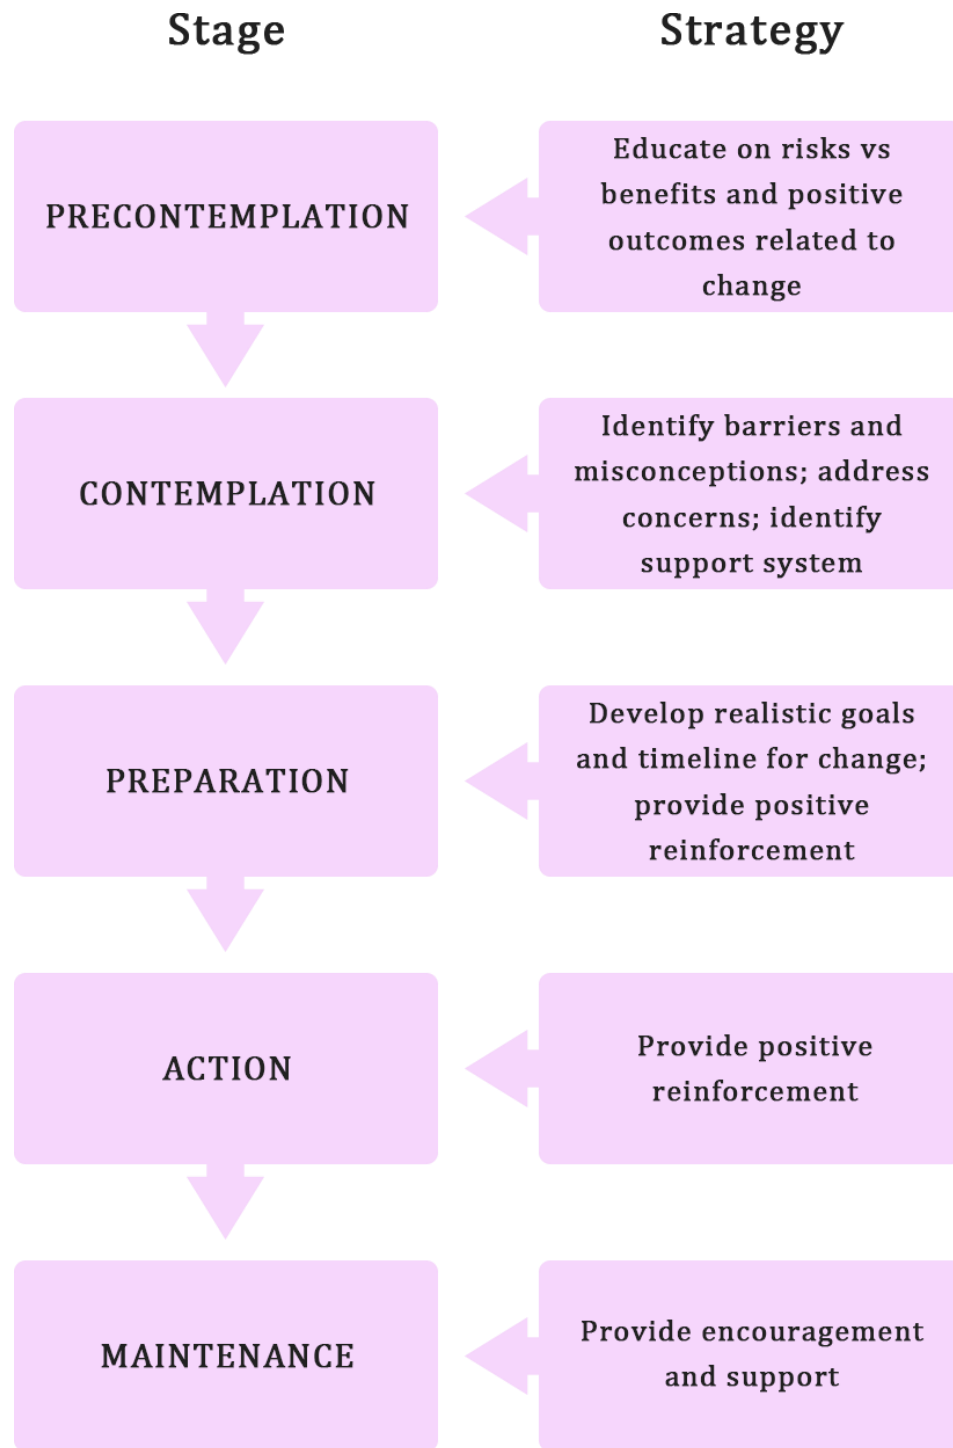 Stage
Strategy
PRECONTEMPLATION
Educate on risks vs
benefits and positive
outcomes related to
change
CONTEMPLATION
Identify barriers and
misconceptions; address
concerns; identify
support system
PREPARATION
Develop realistic goals
and timeline for change;
provide positive
reinforcement
ACTION
Provide positive
reinforcement
MAINTENANCE
Provide encouragement
and support